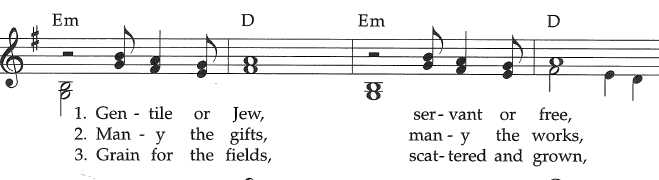 Em D Em D
1. Gen - tile or Jew, ser - vant or free,
2. Man - y the gifts, man - y the works,
3. Grain for the fields, scat - tered and grown,